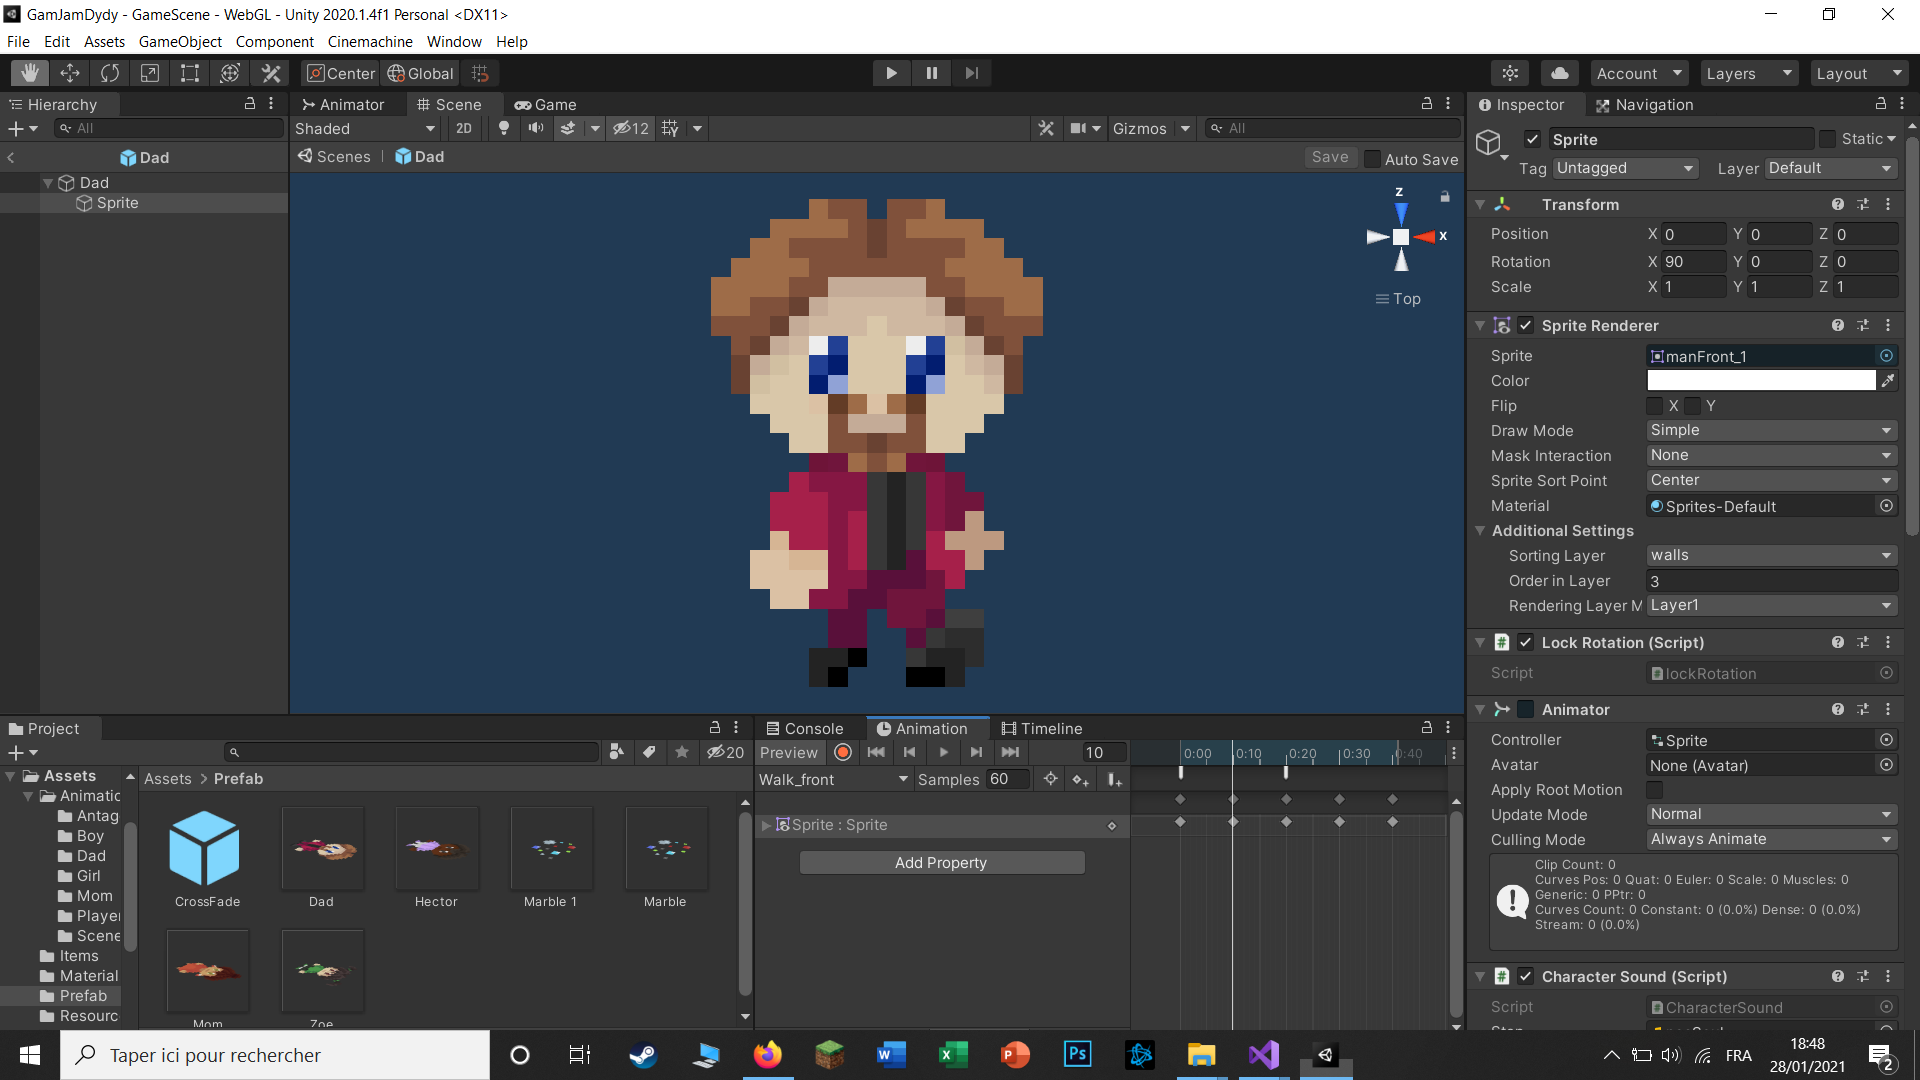 GamJamDydy - GameScene - WebGL - Unity 2020.1.4f1 Personal <DX11>
File Edit Assets GameObject Component Cinemachine Window Help
Center Global Account Layers Layout
Hierarchy Animator Scene Game Inspector Navigation
All Shaded 2D 12 Gizmos All
Dad Scenes Dad Save Auto Save
Dad
Sprite
z
x
Top
Sprite Static
Tag Untagged Layer Default
Transform
Position X 0 Y 0 Z 0
Rotation X 90 Y 0 Z 0
Scale X 1 Y 1 Z 1
Sprite Renderer
Sprite manFront_1
Color
Flip X Y
Draw Mode Simple
Mask Interaction None
Sprite Sort Point Center
Material Sprites-Default
Additional Settings
Sorting Layer walls
Order in Layer 3
Rendering Layer M Layer1
Lock Rotation (Script)
Script lockRotation
Animator
Controller Sprite
Avatar None (Avatar)
Apply Root Motion
Update Mode Normal
Culling Mode Always Animate
Clip Count: 0
Curves Pos: 0 Quat: 0 Euler: 0 Scale: 0 Muscles: 0
Generic: 0 PPtr: 0
Curves Count: 0 Constant: 0 (0.0%) Dense: 0 (0.0%)
Stream: 0 (0.0%)
Character Sound (Script)
Script CharacterSound
Project
20
Assets
Animatic
Antag
Boy
Dad
Girl
Mom
Player
Scene
Items
Material
Prefab
Resourc
Assets > Prefab
CrossFade Dad Hector Marble 1 Marble
Mom Zoe
Console Animation Timeline
Preview 10 0:00 0:10 0:20 0:30 0:40
Walk_front Samples 60
Sprite : Sprite
Add Property
Taper ici pour rechercher
FRA
18:48
28/01/2021
2